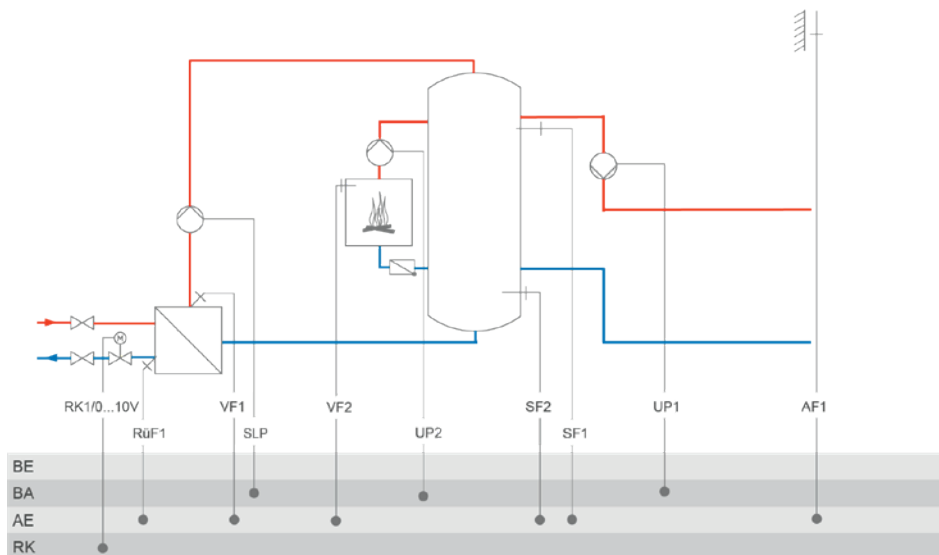 M
RK1/0...10V VF1 VF2 SF2 UP1 AF1
RüF1 SLP UP2 SF1
BE
BA
AE
RK